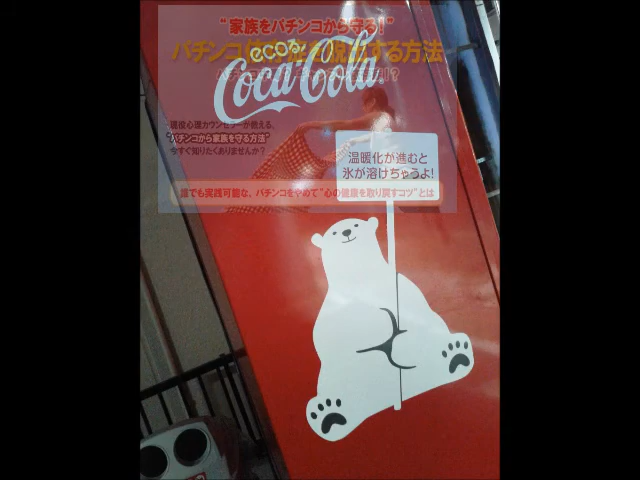 "家族をパチンコから守る!"
パチンコ依存症を脱出する方法
ecoる
Coca-Cola
現役心理カウンセラーが教える、
"パチンコから家族を守る方法"
今すぐ知りたくありませんか?
温暖化が進むと
氷が溶けちゃうよ!
誰でも実践可能な、パチンコをやめて"心の健康を取り戻すコツ"とは